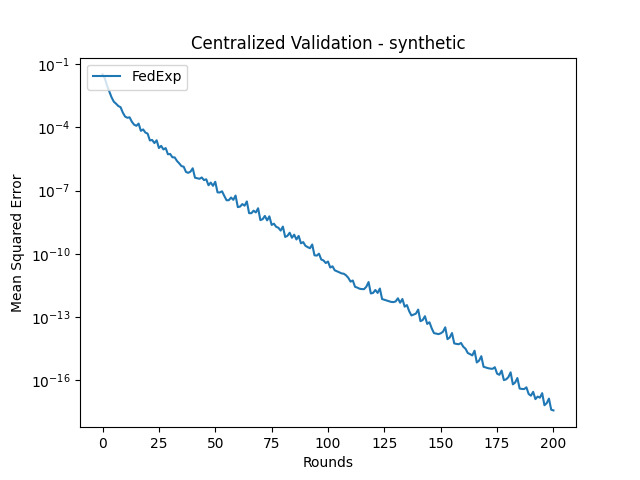 Centralized Validation - synthetic
FedExp
Mean Squared Error
10⁻¹
10⁻⁴
10⁻⁷
10⁻¹⁰
10⁻¹³
10⁻¹⁶
0 25 50 75 100 125 150 175 200
Rounds